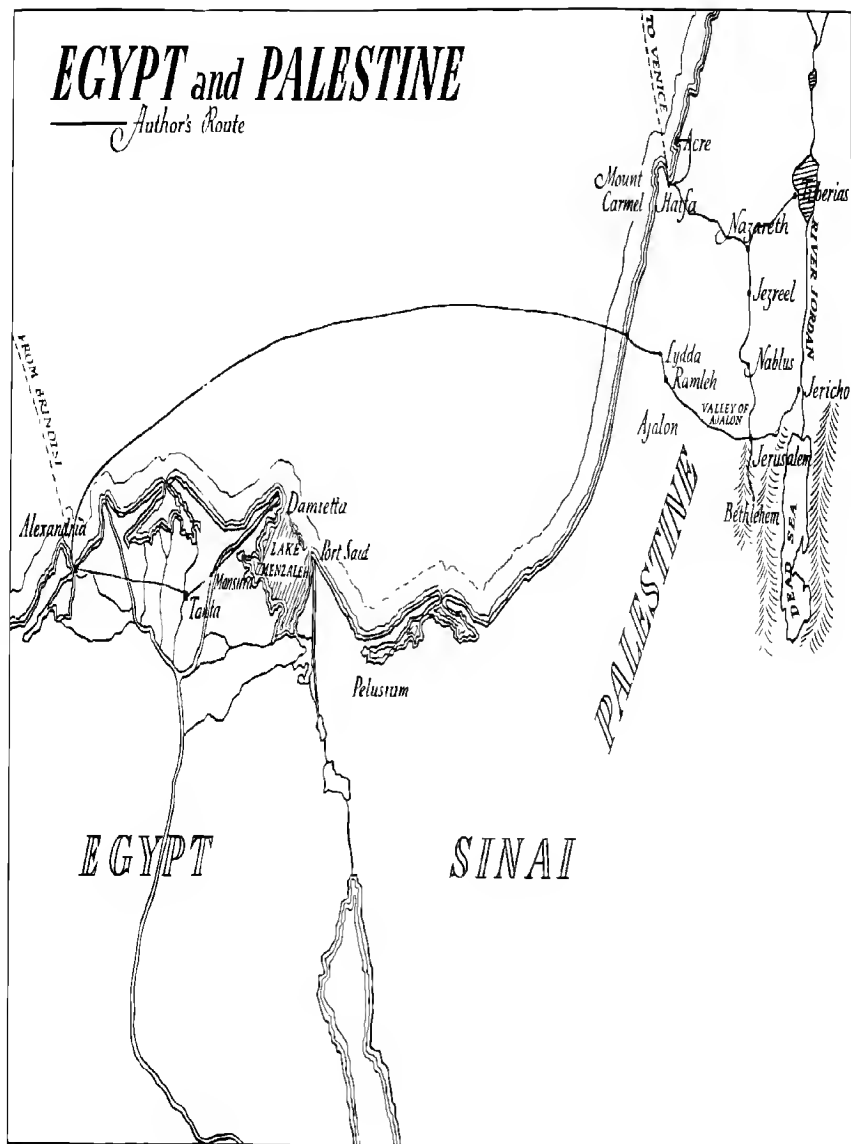 EGYPT and PALESTINE
Author's Route
TO VENICE
Acre
Mount
Carmel
Haifa
Tiberias
Nazareth
RIVER JORDAN
Jezreel
FROM BRINDISI
Lydda
Ramleh
Nablus
Jericho
VALLEY OF
AJALON
Ajalon
Jerusalem
Bethlehem
DEAD SEA
Damietta
Alexandria
LAKE
MENZALEH
Port Said
Mansura
Tanta
PALESTINE
Pelusium
EGYPT
SINAI